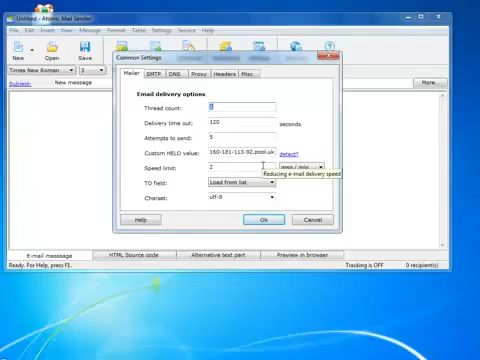 Untitled - Atomic Mail Sender
File Edit Insert View Message Format Table Settings Service Help
New Open Save
Times New Roman 3
Subject: New message More...
Common Settings
Mailer SMTP DNS Proxy Headers Misc.
Email delivery options
Thread count:
Delivery time out: 120 seconds
Attempts to send: 5
Custom HELO value: 160-181-113-92.pool.uk detect?
Speed limit: 2 msg / min.
Reducing e-mail delivery speed
TO field: Load from list
Charset: utf-8
Help Ok Cancel
E-mail messsage HTML Source code Alternative text part Preview in browser
Ready. For Help, press F1. Tracking is OFF 0 recipient(s)